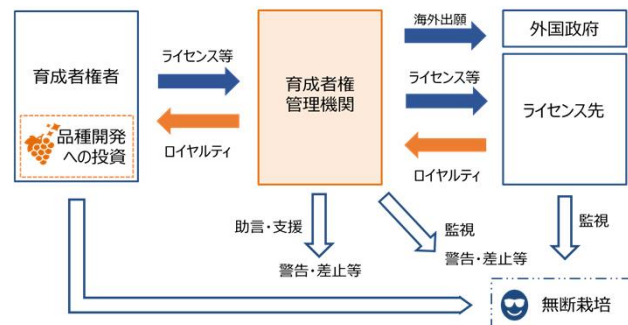 海外出願
外国政府
育成者権者
ライセンス等
育成者権
管理機関
ライセンス等
ライセンス先
品種開発
への投資
ロイヤルティ
ロイヤルティ
助言・支援
監視
監視
警告・差止等
警告・差止等
無断栽培